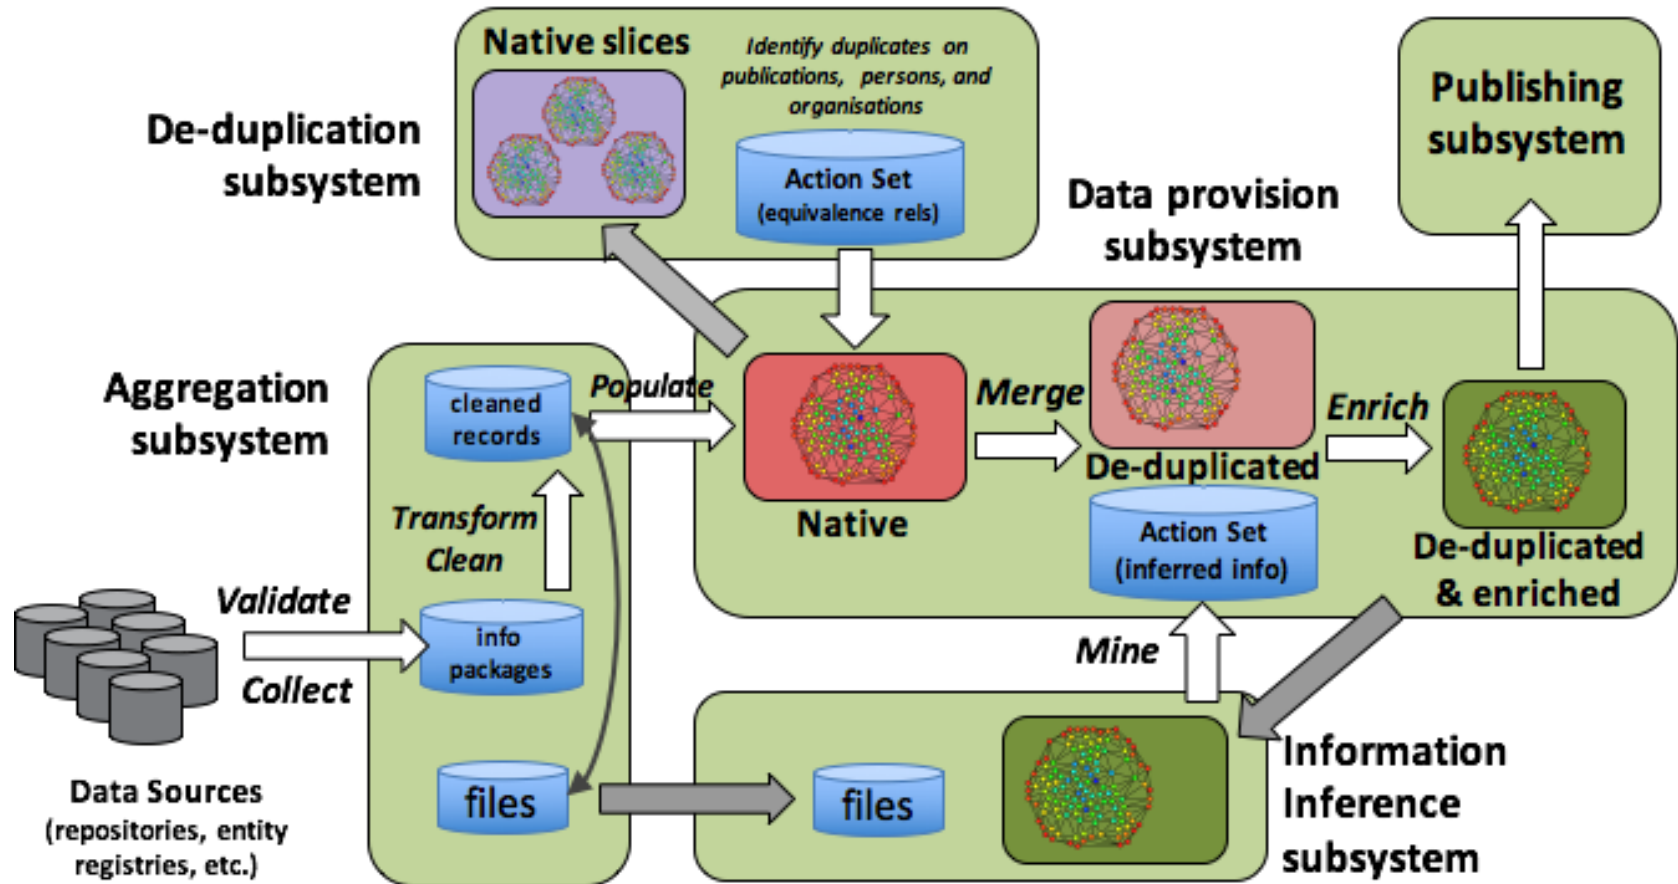 Native slices
Identify duplicates on
publications, persons, and
organisations
Action Set
(equivalence rels)
De-duplication
subsystem
Publishing
subsystem
Data provision
subsystem
Aggregation
subsystem
cleaned
records
Populate
Native
Merge
De-duplicated
Action Set
(inferred info)
Enrich
De-duplicated
& enriched
Transform
Clean
Validate
Collect
info
packages
Mine
Data Sources
(repositories, entity
registries, etc.)
files
files
Information
Inference
subsystem